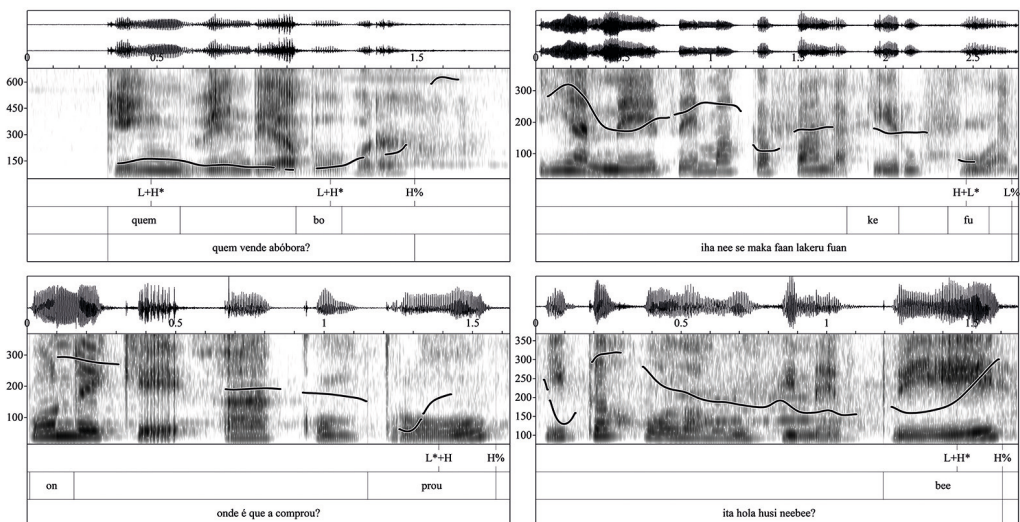 0 0.5 1.5
600
450
300
150
L+H* L+H* H%
quem bo
quem vende abóbora?
0 1 1.5 2 2.5
300
200
100
H+L* L%
ke fu
iha nee se maka faan lakeru fuan
0 0.5 1 1.5
300
200
100
L*+H H%
on prou
onde é que a comprou?
0 0.5 1 1.5
350
300
250
200
150
100
L+H* H%
bee
ita hola husi neebee?